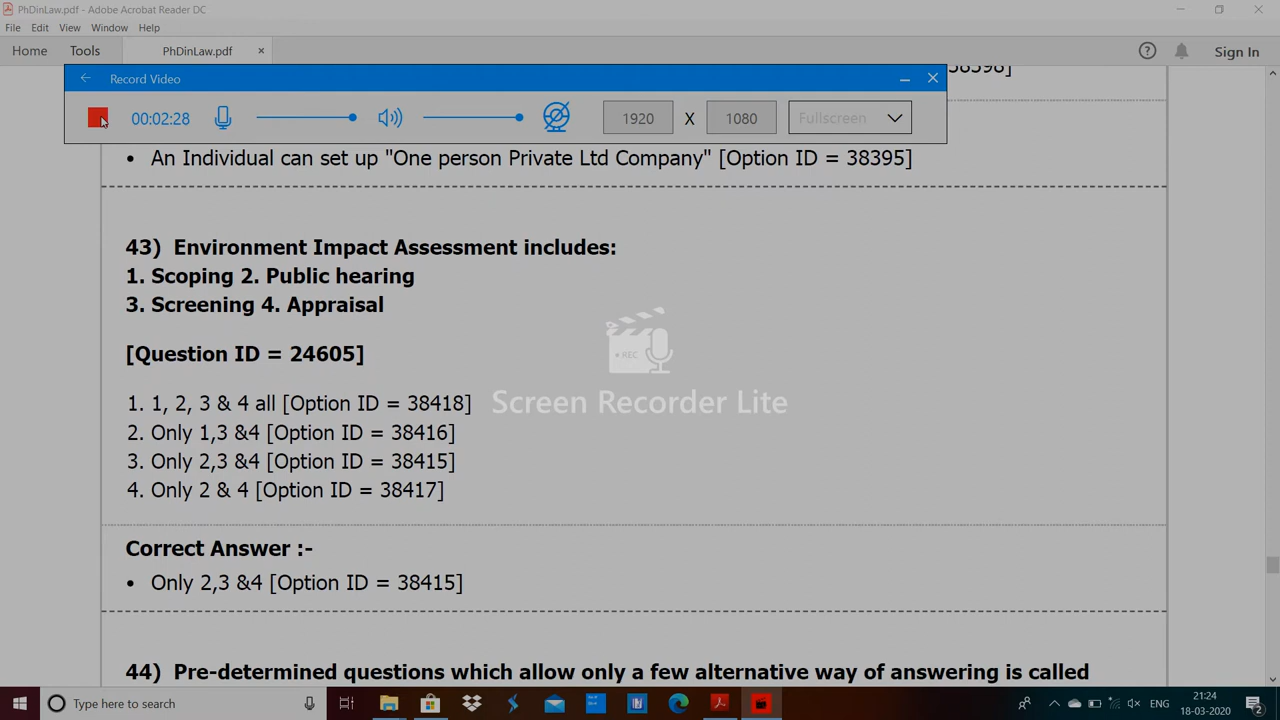 PhDinLaw.pdf - Adobe Acrobat Reader DC
File Edit View Window Help
Home Tools PhDinLaw.pdf × Sign In
Record Video
00:02:28 1920 X 1080 Fullscreen
• An Individual can set up "One person Private Ltd Company" [Option ID = 38395]
43) Environment Impact Assessment includes:
1. Scoping 2. Public hearing
3. Screening 4. Appraisal
[Question ID = 24605]
1. 1, 2, 3 & 4 all [Option ID = 38418]
2. Only 1,3 &4 [Option ID = 38416]
3. Only 2,3 &4 [Option ID = 38415]
4. Only 2 & 4 [Option ID = 38417]
REC
Screen Recorder Lite
Correct Answer :-
• Only 2,3 &4 [Option ID = 38415]
44) Pre-determined questions which allow only a few alternative way of answering is called
Type here to search
ENG 21:24
18-03-2020 2